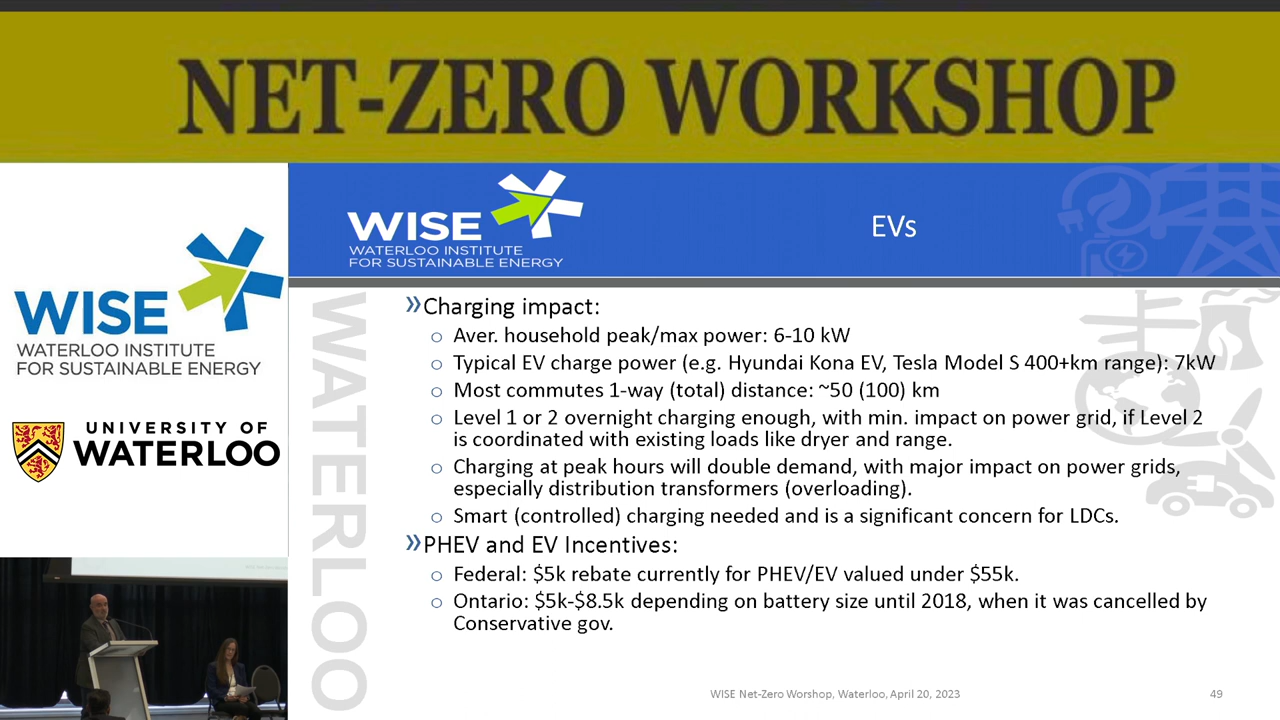 NET-ZERO WORKSHOP
WISE
WATERLOO INSTITUTE
FOR SUSTAINABLE ENERGY
UNIVERSITY OF
WATERLOO
WISE
WATERLOO INSTITUTE
FOR SUSTAINABLE ENERGY
EVs
WATERLOO
»Charging impact:
o Aver. household peak/max power: 6-10 kW
o Typical EV charge power (e.g. Hyundai Kona EV, Tesla Model S 400+km range): 7kW
o Most commutes 1-way (total) distance: ~50 (100) km
o Level 1 or 2 overnight charging enough, with min. impact on power grid, if Level 2
is coordinated with existing loads like dryer and range.
o Charging at peak hours will double demand, with major impact on power grids,
especially distribution transformers (overloading).
o Smart (controlled) charging needed and is a significant concern for LDCs.
»PHEV and EV Incentives:
o Federal: $5k rebate currently for PHEV/EV valued under $55k.
o Ontario: $5k-$8.5k depending on battery size until 2018, when it was cancelled by
Conservative gov.
WISE Net-Zero Worshop, Waterloo, April 20, 2023
49